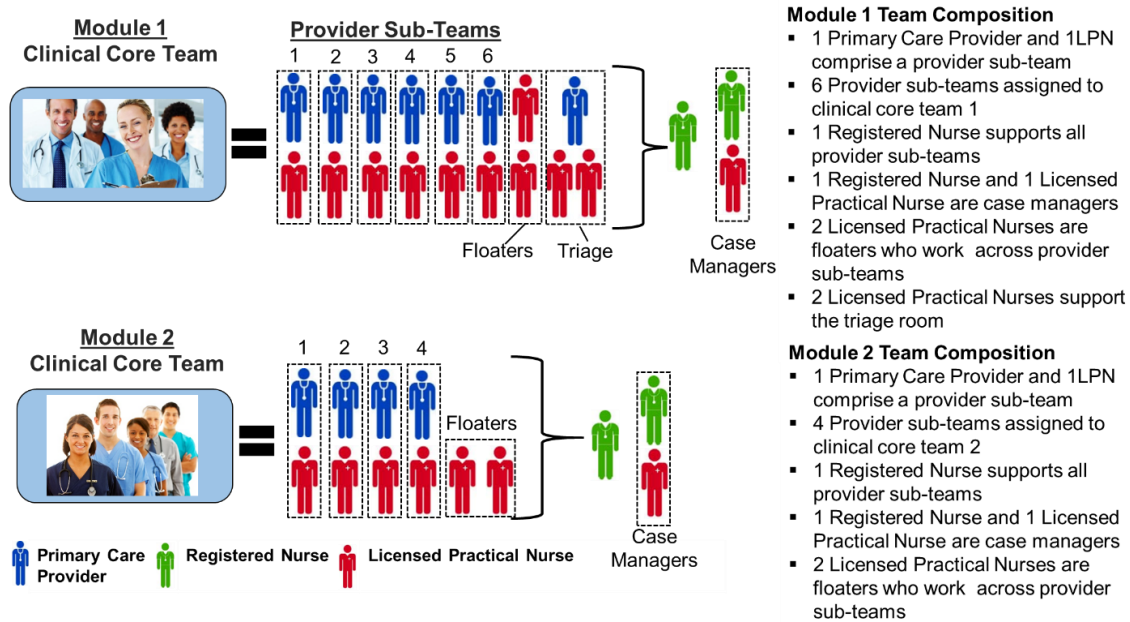 Module 1
Clinical Core Team
Provider Sub-Teams
1 2 3 4 5 6
Floaters
Triage
Case
Managers
Module 1 Team Composition
▪ 1 Primary Care Provider and 1LPN
comprise a provider sub-team
▪ 6 Provider sub-teams assigned to
clinical core team 1
▪ 1 Registered Nurse supports all
provider sub-teams
▪ 1 Registered Nurse and 1 Licensed
Practical Nurse are case managers
▪ 2 Licensed Practical Nurses are
floaters who work across provider
sub-teams
▪ 2 Licensed Practical Nurses support
the triage room
Module 2
Clinical Core Team
1 2 3 4
Floaters
Case
Managers
Module 2 Team Composition
▪ 1 Primary Care Provider and 1LPN
comprise a provider sub-team
▪ 4 Provider sub-teams assigned to
clinical core team 2
▪ 1 Registered Nurse supports all
provider sub-teams
▪ 1 Registered Nurse and 1 Licensed
Practical Nurse are case managers
▪ 2 Licensed Practical Nurses are
floaters who work across provider
sub-teams
Primary Care
Provider
Registered Nurse
Licensed Practical Nurse